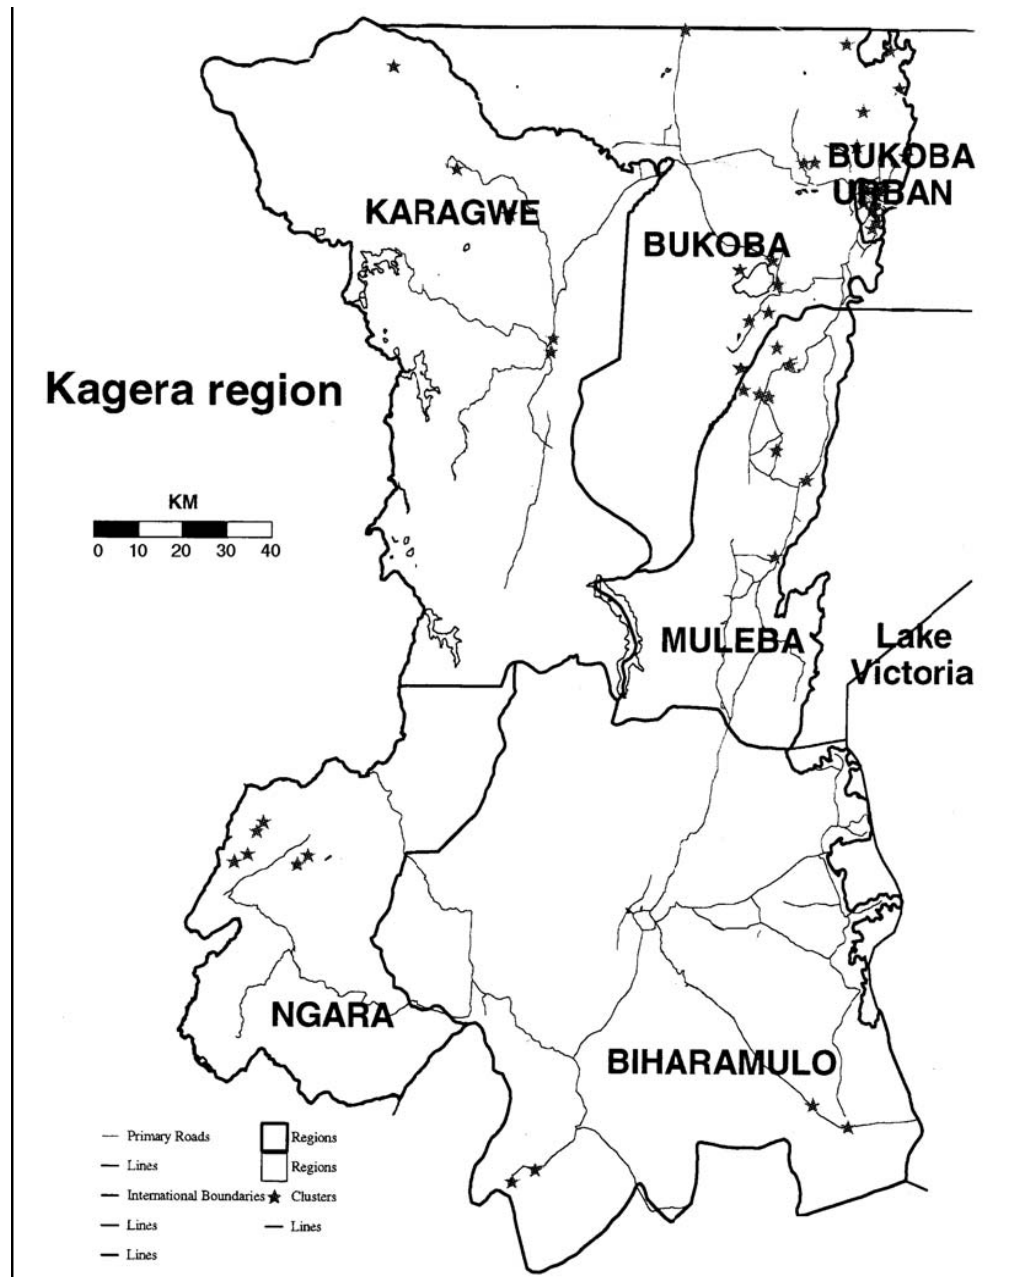 BUKOBA
URBAN
KARAGWE
BUKOBA
Kagera region
KM
0 10 20 30 40
MULEBA
Lake
Victoria
NGARA
BIHARAMULO
Primary Roads
Lines
International Boundaries
Lines
Lines
Regions
Regions
Clusters
Lines